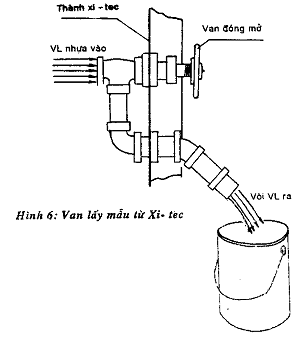 Thành xi - tec
VL nhựa vào
Van đóng mở
Vòi VL ra
Hình 6: Van lấy mẫu từ Xi- tec